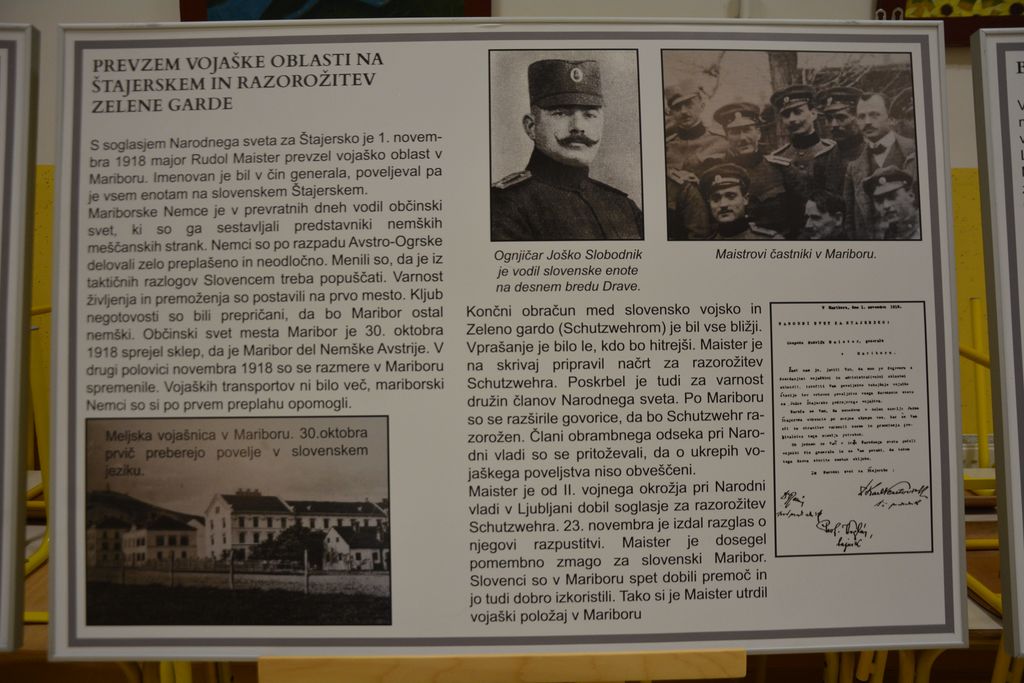 PREVZEM VOJAŠKE OBLASTI NA
ŠTAJERSKEM IN RAZOROŽITEV
ZELENE GARDE
S soglasjem Narodnega sveta za Štajersko je 1. novem-
bra 1918 major Rudol Maister prevzel vojaško oblast v
Mariboru. Imenovan je bil v čin generala, poveljeval pa
je vsem enotam na slovenskem Štajerskem.
Mariborske Nemce je v prevratnih dneh vodil občinski
svet, ki so ga sestavljali predstavniki nemških
meščanskih strank. Nemci so po razpadu Avstro-Ogrske
delovali zelo preplašeno in neodločno. Menili so, da je iz
taktičnih razlogov Slovencem treba popuščati. Varnost
življenja in premoženja so postavili na prvo mesto. Kljub
negotovosti so bili prepričani, da bo Maribor ostal
nemški. Občinski svet mesta Maribor je 30. oktobra
1918 sprejel sklep, da je Maribor del Nemške Avstrije. V
drugi polovici novembra 1918 so se razmere v Mariboru
spremenile. Vojaških transportov ni bilo več, mariborski
Nemci so si po prvem preplahu opomogli.
Meljska vojašnica v Mariboru. 30.oktobra
prvič preberejo povelje v slovenskem
jeziku.
Ognjičar Joško Slobodnik
je vodil slovenske enote
na desnem bredu Drave.
Maistrovi častniki v Mariboru.
Končni obračun med slovensko vojsko in
Zeleno gardo (Schutzwehrom) je bil vse bližji.
Vprašanje je bilo le, kdo bo hitrejši. Maister je
na skrivaj pripravil načrt za razorožitev
Schutzwehra. Poskrbel je tudi za varnost
družin članov Narodnega sveta. Po Mariboru
so se razširile govorice, da bo Schutzwehr ra-
zorožen. Člani obrambnega odseka pri Naro-
dni vladi so se pritoževali, da o ukrepih vo-
jaškega poveljstva niso obveščeni.
Maister je od II. vojnega okrožja pri Narodni
vladi v Ljubljani dobil soglasje za razorožitev
Schutzwehra. 23. novembra je izdal razglas o
njegovi razpustitvi. Maister je dosegel
pomembno zmago za slovenski Maribor.
Slovenci so v Mariboru spet dobili premoč in
jo tudi dobro izkoristili. Tako si je Maister utrdil
vojaški položaj v Mariboru
V Mariboru, dne 1. novembra 1918.
NARODNI SVET ZA ŠTAJERSKO: